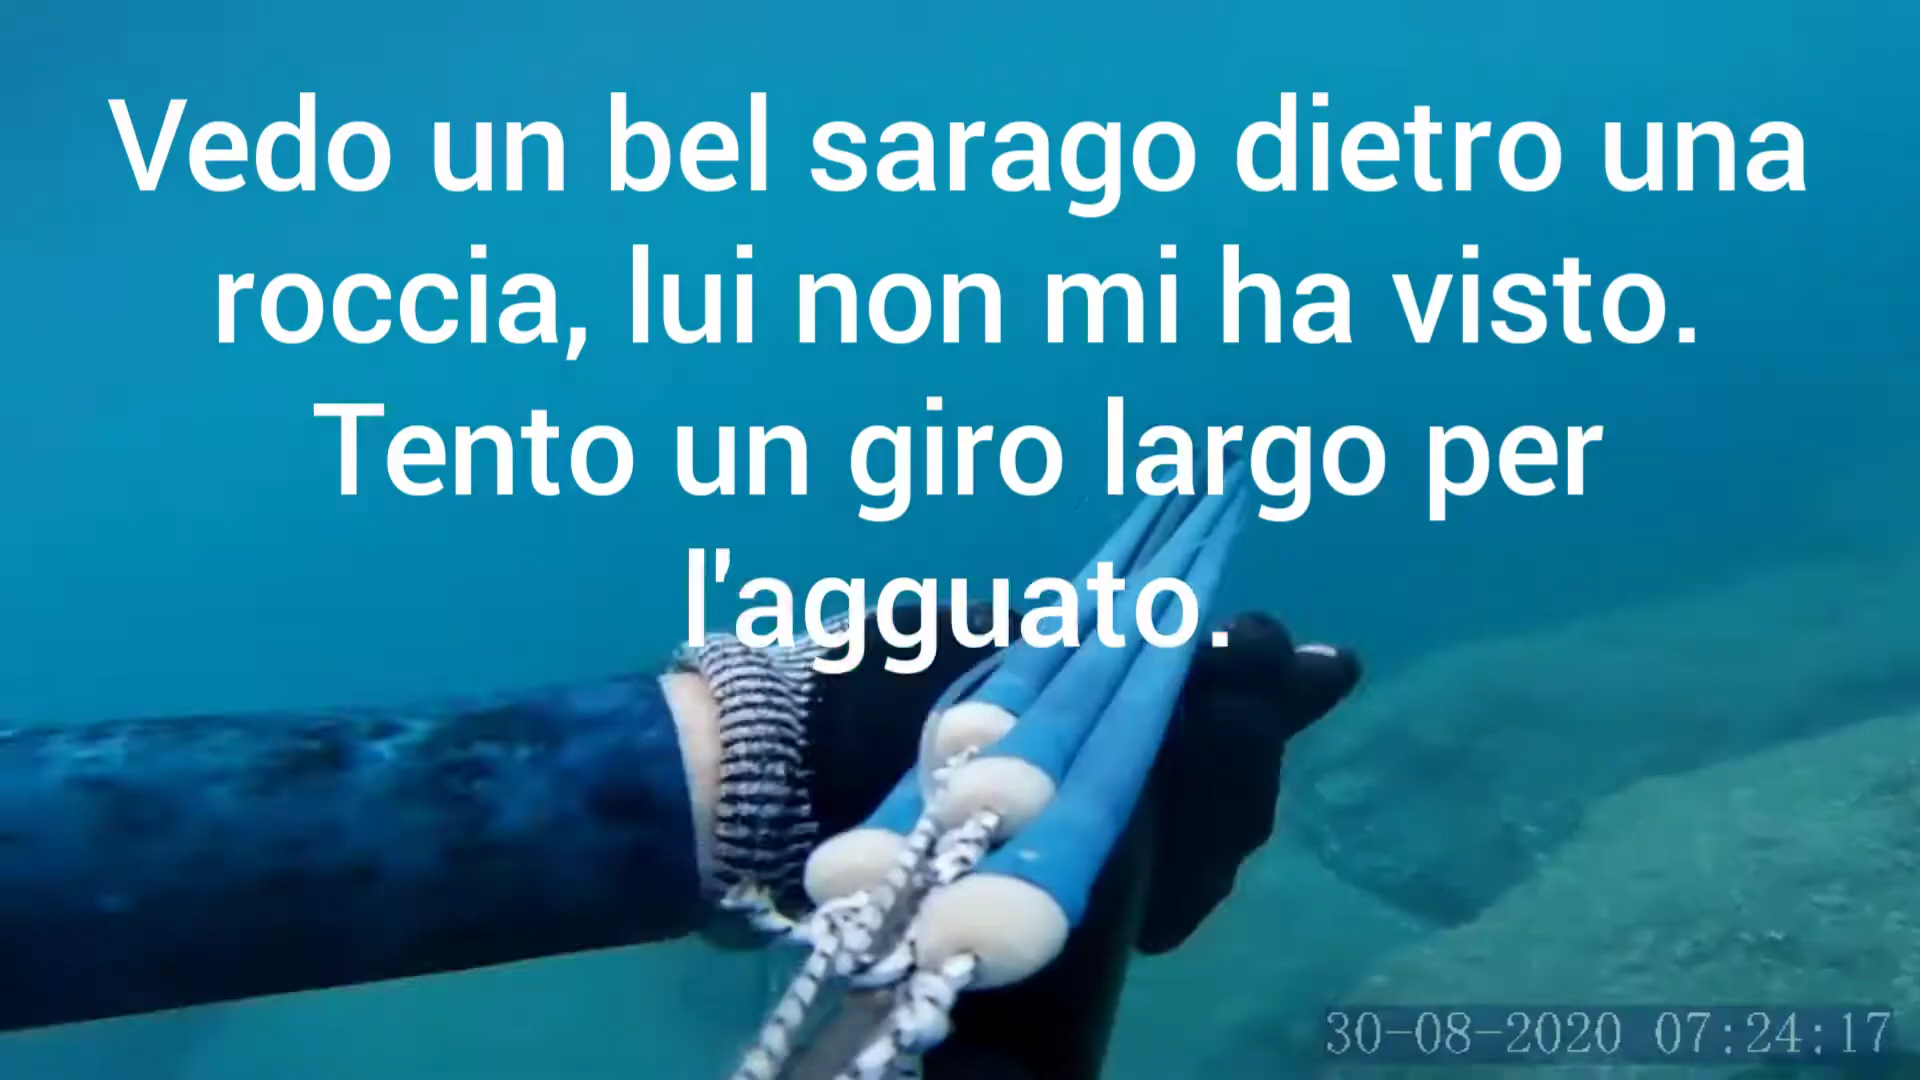 Vedo un bel sarago dietro una
roccia, lui non mi ha visto.
Tento un giro largo per
l'agguato.
30-08-2020 07:24:17